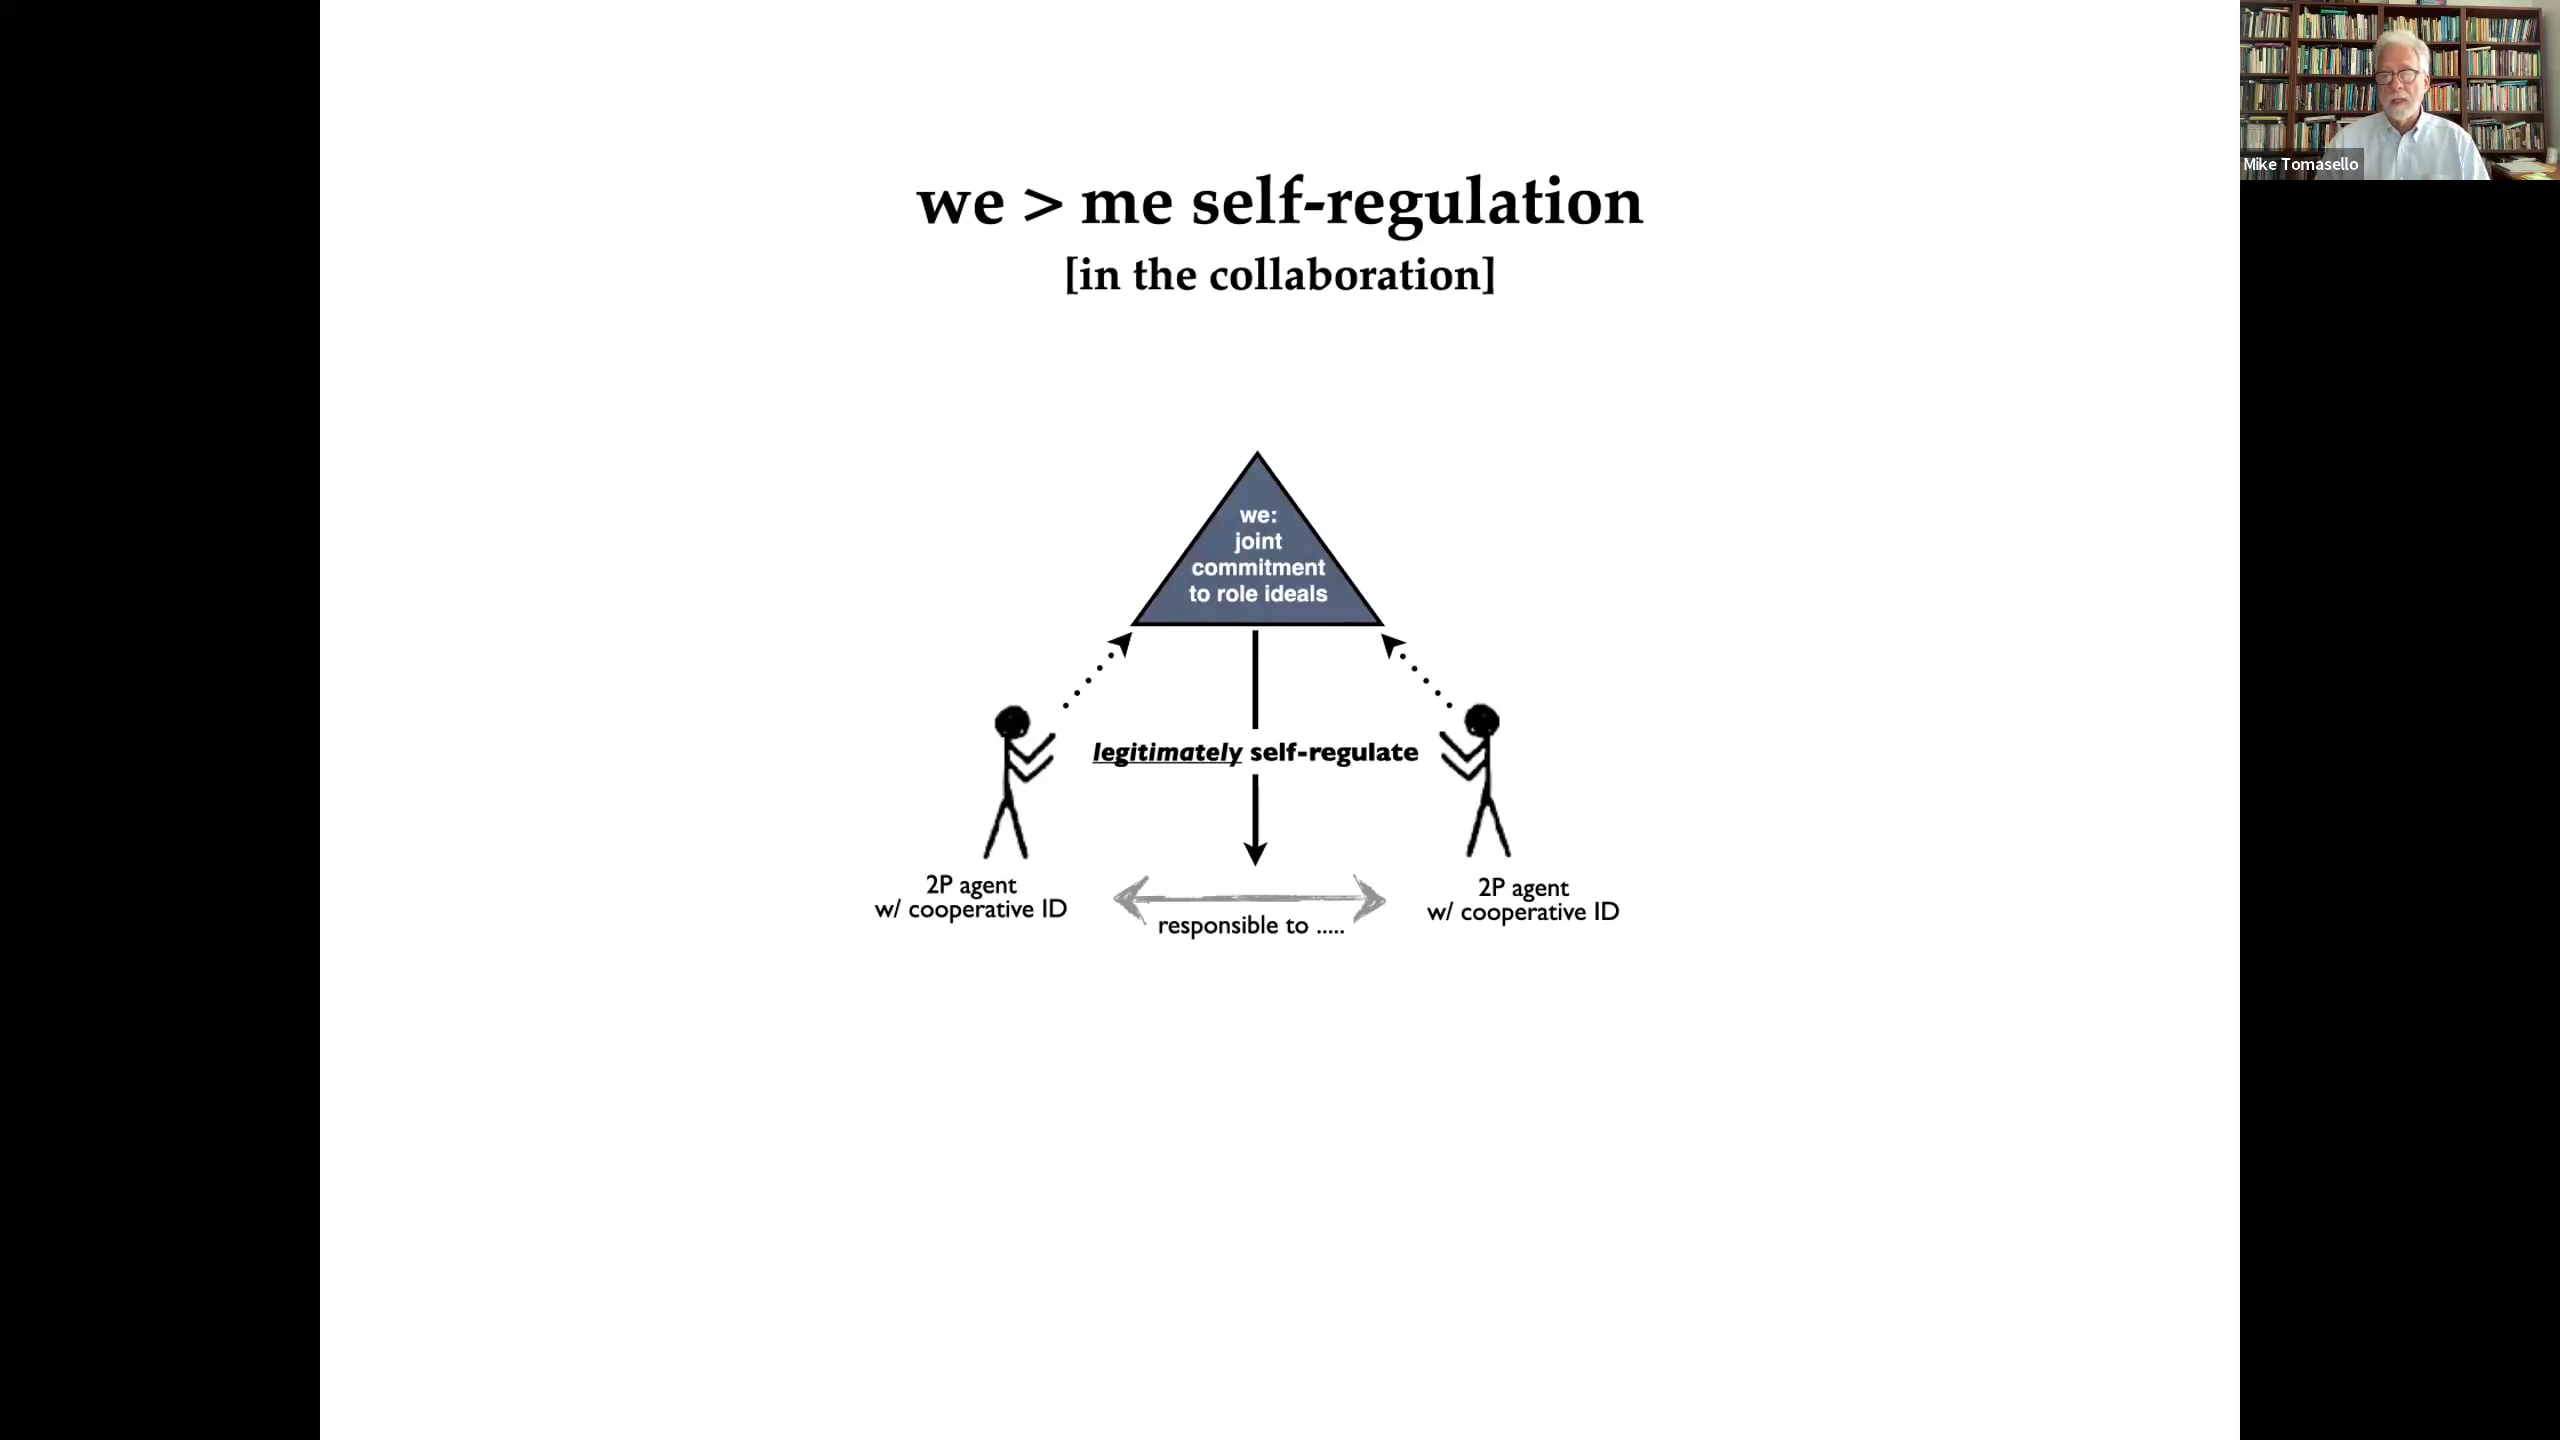 we > me self-regulation
[in the collaboration]
Mike Tomasello
we:
joint
commitment
to role ideals
legitimately self-regulate
2P agent
w/ cooperative ID
responsible to .....
2P agent
w/ cooperative ID